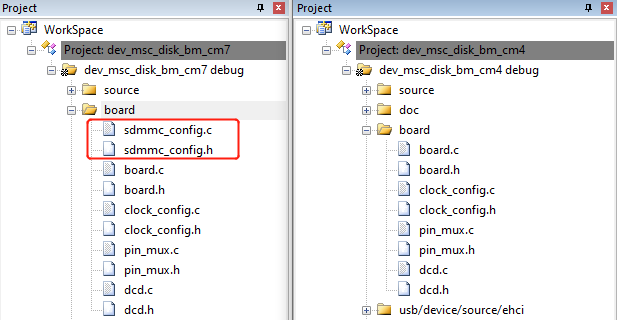 Project
WorkSpace
Project: dev_msc_disk_bm_cm7
dev_msc_disk_bm_cm7 debug
source
board
sdmmc_config.c
sdmmc_config.h
board.c
board.h
clock_config.c
clock_config.h
pin_mux.c
pin_mux.h
dcd.c
dcd.h
Project
WorkSpace
Project: dev_msc_disk_bm_cm4
dev_msc_disk_bm_cm4 debug
source
doc
board
board.c
board.h
clock_config.c
clock_config.h
pin_mux.c
pin_mux.h
dcd.c
dcd.h
usb/device/source/ehci